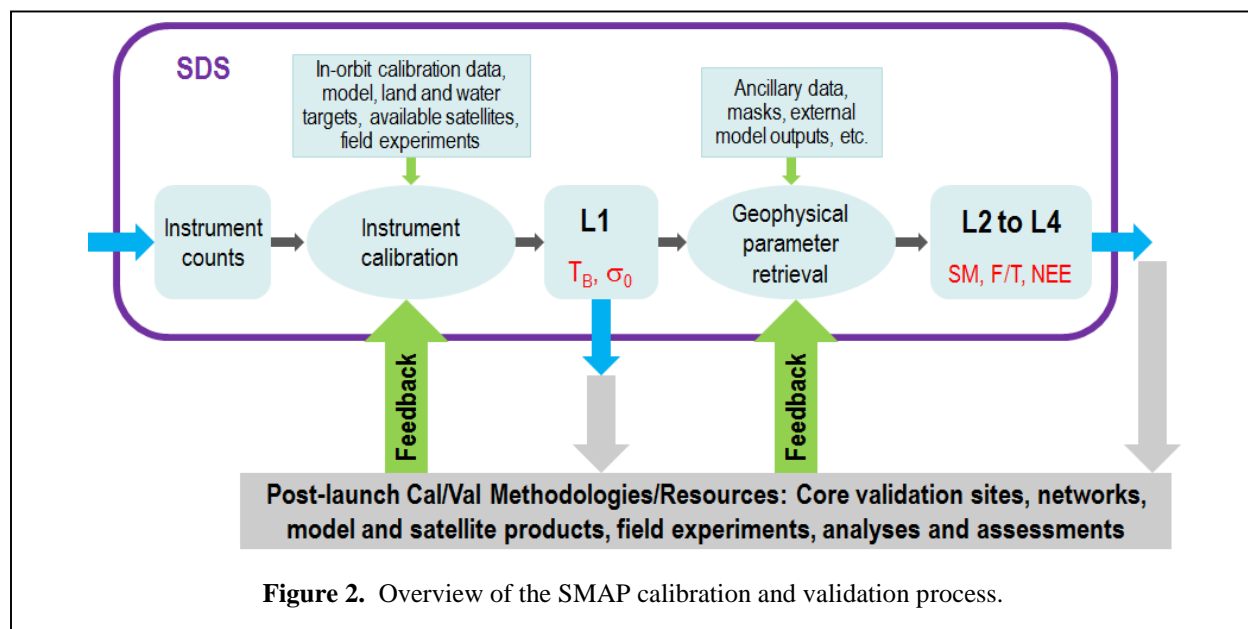 SDS
In-orbit calibration data,
model, land and water
targets, available satellites,
field experiments
Ancillary data,
masks, external
model outputs, etc.
Instrument
counts
Instrument
calibration
L1
T_B, σ_0
Geophysical
parameter
retrieval
L2 to L4
SM, F/T, NEE
Feedback
Feedback
Post-launch Cal/Val Methodologies/Resources: Core validation sites, networks,
model and satellite products, field experiments, analyses and assessments
Figure 2. Overview of the SMAP calibration and validation process.